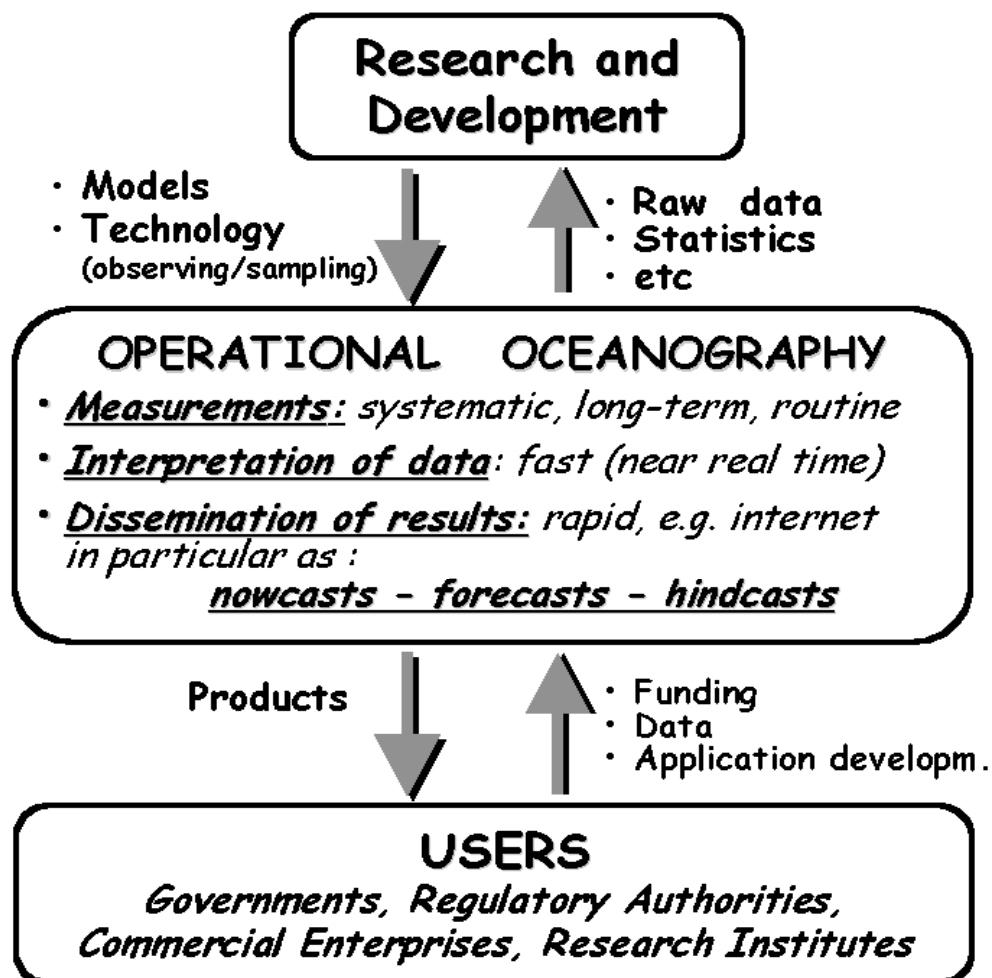 Research and
Development
· Models
· Technology
(observing/sampling)
· Raw data
· Statistics
· etc
OPERATIONAL OCEANOGRAPHY
· Measurements: systematic, long-term, routine
· Interpretation of data: fast (near real time)
· Dissemination of results: rapid, e.g. internet
in particular as :
nowcasts - forecasts - hindcasts
Products
· Funding
· Data
· Application developm.
USERS
Governments, Regulatory Authorities,
Commercial Enterprises, Research Institutes